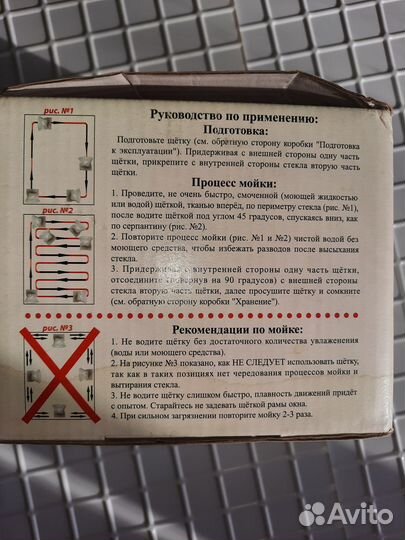 рис. №1
рис. №2
рис. №3
Руководство по применению:
Подготовка:
Подготовьте щётку (см. обратную сторону коробки "Подготовка
к эксплуатации"). Придерживая с внешней стороны одну часть
щётки, прикрепите с внутренней стороны стекла вторую часть
щётки.
Процесс мойки:
1. Проведите, не очень быстро, смоченной (моющей жидкостью
или водой) щёткой, тканью вперёд, по периметру стекла (рис. №1),
после водите щёткой под углом 45 градусов, спускаясь вниз, как
по серпантину (рис. №2).
2. Повторите процесс мойки (рис. №1 и №2) чистой водой без
моющего средства, чтобы избежать разводов после высыхания
стекла.
3. Придерживая с внутренней стороны одну часть щётки,
отсоедините (повернув на 90 градусов) с внешней стороны
стекла вторую часть щётки, далее просушите щётку и сомкните
(см. обратную сторону коробки "Хранение").
Рекомендации по мойке:
1. Не водите щётку без достаточного количества увлажнения
(воды или моющего средства).
2. На рисунке №3 показано, как НЕ СЛЕДУЕТ использовать щётку,
так как в таких позициях нет чередования процессов мойки и
вытирания стекла.
3. Не водите щётку слишком быстро, плавность движений придёт
с опытом. Старайтесь не задевать щёткой рамы окна.
4. При сильном загрязнении повторите мойку 2-3 раза.
Avito